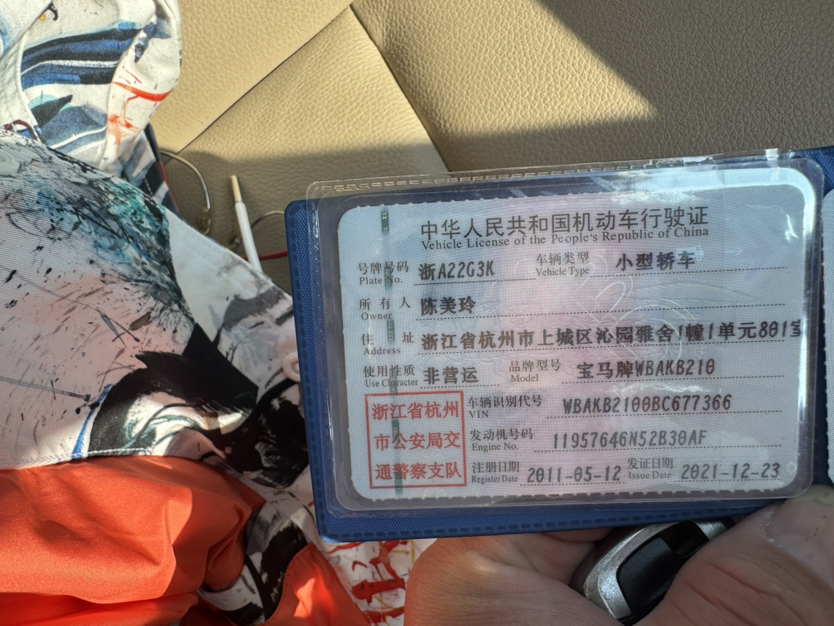 中华人民共和国机动车行驶证
Vehicle License of the People's Republic of China
号牌号码 浙A22G3K 车辆类型 小型轿车
Plate No. Vehicle Type
所有人 陈美玲
Owner
住址 浙江省杭州市上城区沁园雅舍1幢1单元801室
Address
使用性质 非营运 品牌型号 宝马牌WBAKB210
Use Character Model
浙江省杭州
市公安局交
通警察支队
车辆识别代号 WBAKB2100BC677366
VIN
发动机号码 11957646N52B30AF
Engine No.
注册日期 2011-05-12 发证日期 2021-12-23
Register Date Issue Date